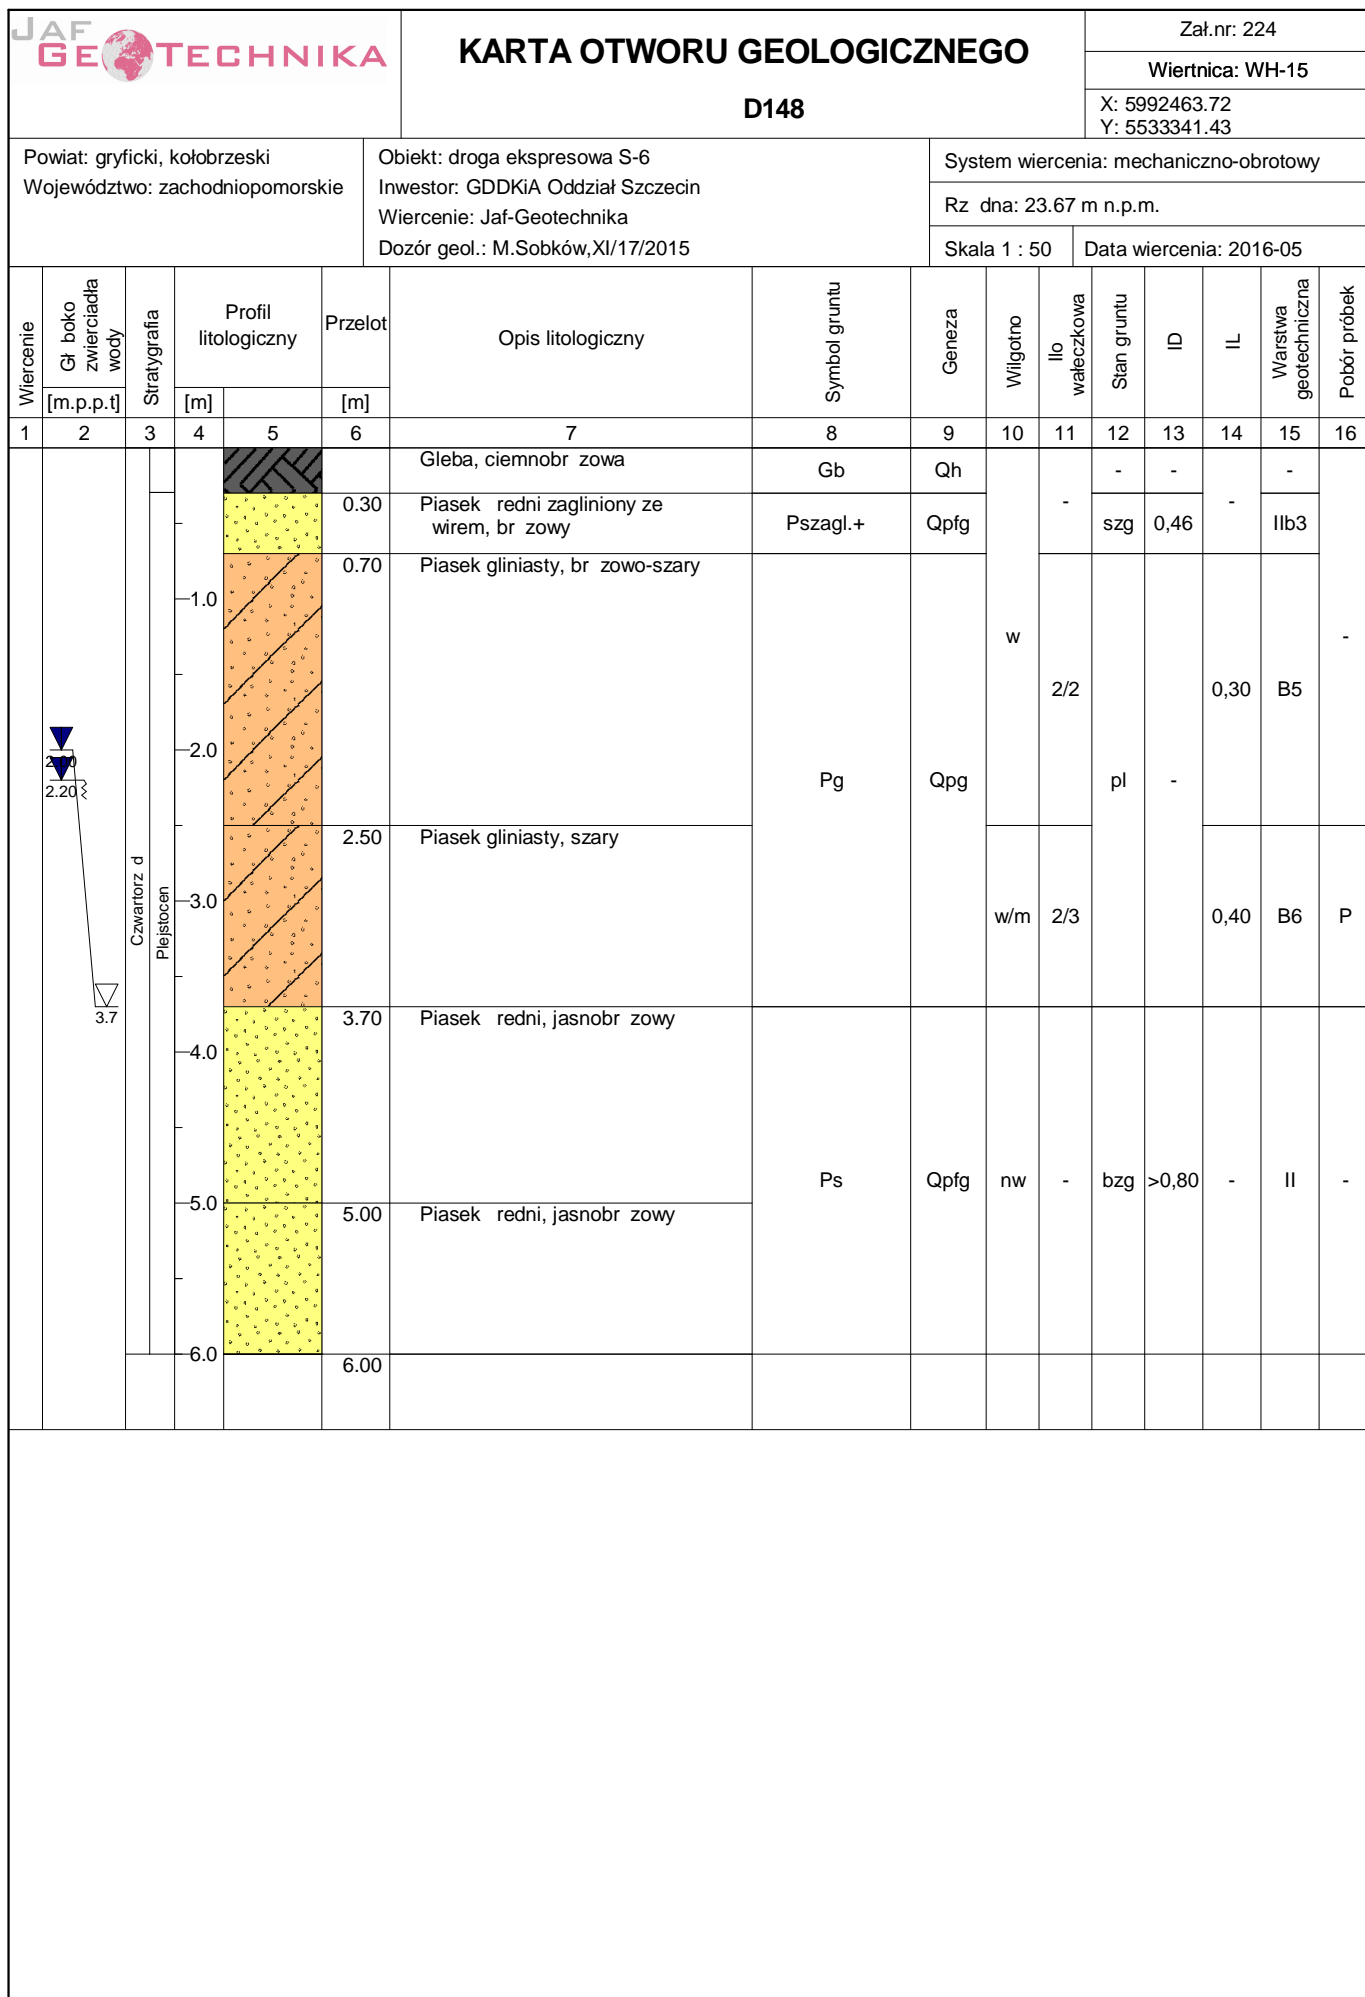 JAF
GEOTECHNIKA
KARTA OTWORU GEOLOGICZNEGO
D148
Zał.nr: 224
Wiertnica: WH-15
X: 5992463.72
Y: 5533341.43
Powiat: gryficki, kołobrzeski
Województwo: zachodniopomorskie
Obiekt: droga ekspresowa S-6
Inwestor: GDDKiA Oddział Szczecin
Wiercenie: Jaf-Geotechnika
Dozór geol.: M.Sobków,XI/17/2015
System wiercenia: mechaniczno-obrotowy
Rz dna: 23.67 m n.p.m.
Skala 1 : 50
Data wiercenia: 2016-05
Wiercenie
Gł boko
zwierciadła
wody
[m.p.p.t]
Stratygrafia
Profil
litologiczny
[m]
Przelot
[m]
Opis litologiczny
Symbol gruntu
Geneza
Wilgotno
Ilo
wałeczkowa
Stan gruntu
ID
IL
Warstwa
geotechniczna
Pobór próbek
1 2 3 4 5 6 7 8 9 10 11 12 13 14 15 16
Gleba, ciemnobr zowa
Gb Qh - - -
0.30 Piasek redni zagliniony ze
wirem, br zowy
Pszagl.+ Qpfg - szg 0,46 - IIb3
0.70 Piasek gliniasty, br zowo-szary
1.0
w -
2/2 0,30 B5
2.0
2.00
2.20
Pg Qpg pl -
2.50 Piasek gliniasty, szary
Czwartorz d
Plejstocen
3.0
w/m 2/3 0,40 B6 P
3.7
3.70 Piasek redni, jasnobr zowy
4.0
Ps Qpfg nw - bzg >0,80 - II -
5.0
5.00 Piasek redni, jasnobr zowy
6.0
6.00